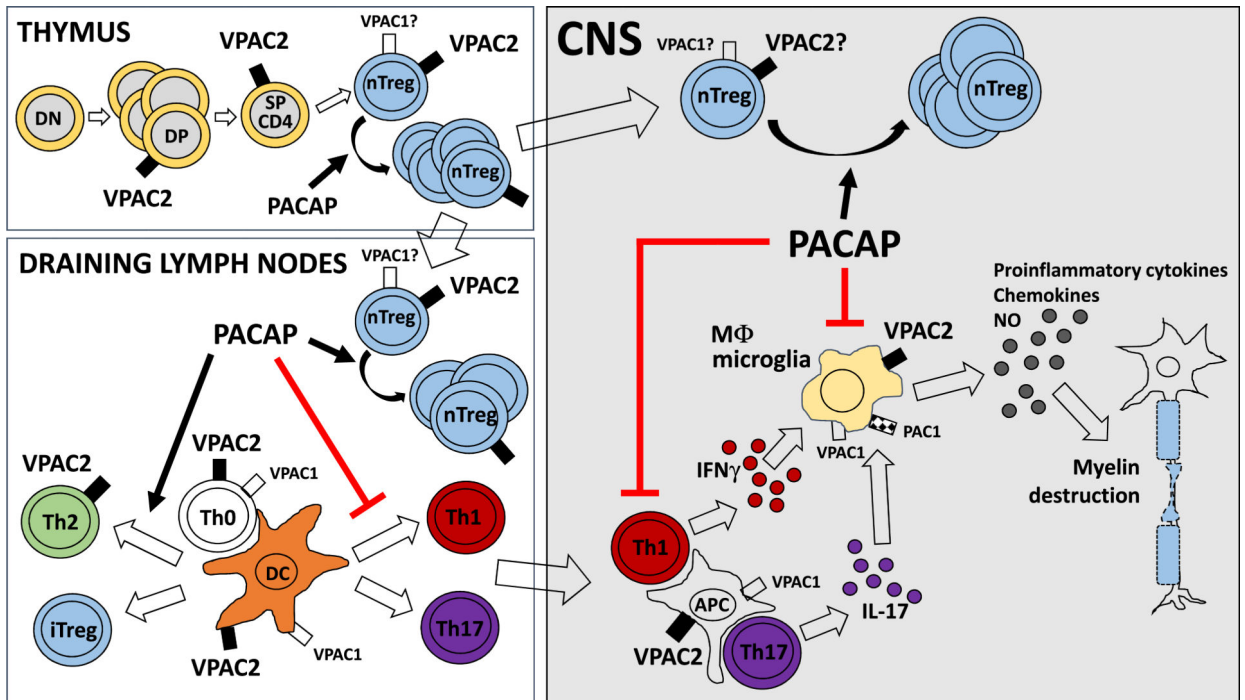 THYMUS
VPAC1?
VPAC2
VPAC2
nTreg
DN
DP
SP
CD4
nTreg
VPAC2
PACAP
DRAINING LYMPH NODES
VPAC1?
VPAC2
nTreg
PACAP
nTreg
VPAC2
VPAC2
VPAC1
Th2
Th0
Th1
DC
iTreg
Th17
VPAC2
VPAC1
CNS
VPAC1?
VPAC2?
nTreg
nTreg
PACAP
Proinflammatory cytokines
Chemokines
NO
MΦ
microglia
VPAC2
PAC1
VPAC1
IFNγ
Myelin
destruction
Th1
VPAC1
APC
IL-17
VPAC2
Th17